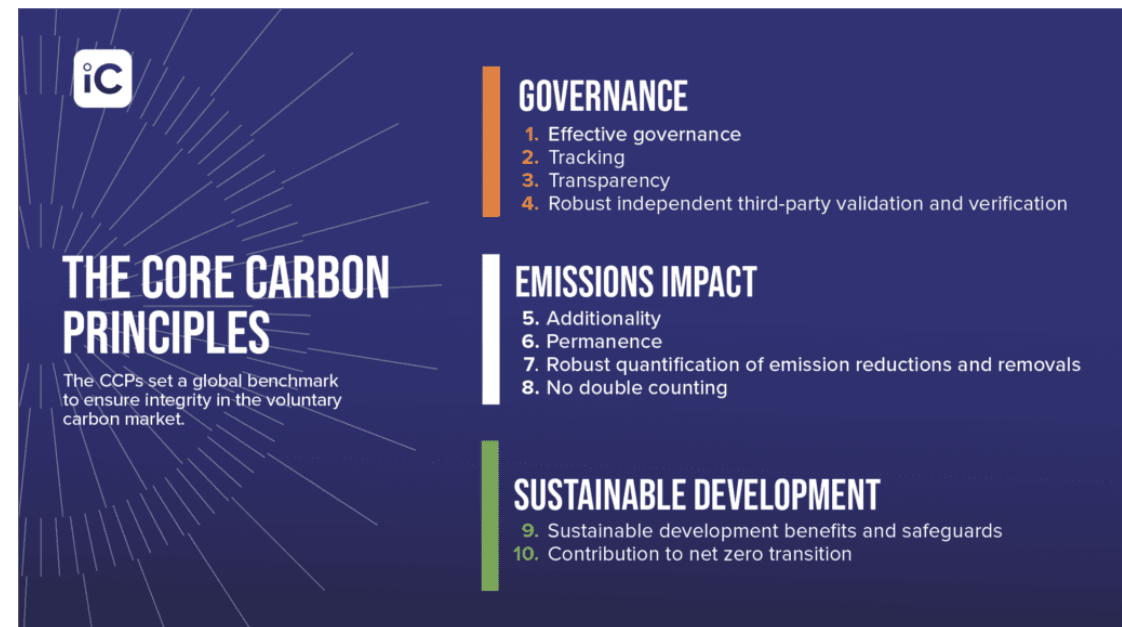 iC
THE CORE CARBON
PRINCIPLES
The CCPs set a global benchmark
to ensure integrity in the voluntary
carbon market.
GOVERNANCE
1. Effective governance
2. Tracking
3. Transparency
4. Robust independent third-party validation and verification
EMISSIONS IMPACT
5. Additionality
6. Permanence
7. Robust quantification of emission reductions and removals
8. No double counting
SUSTAINABLE DEVELOPMENT
9. Sustainable development benefits and safeguards
10. Contribution to net zero transition